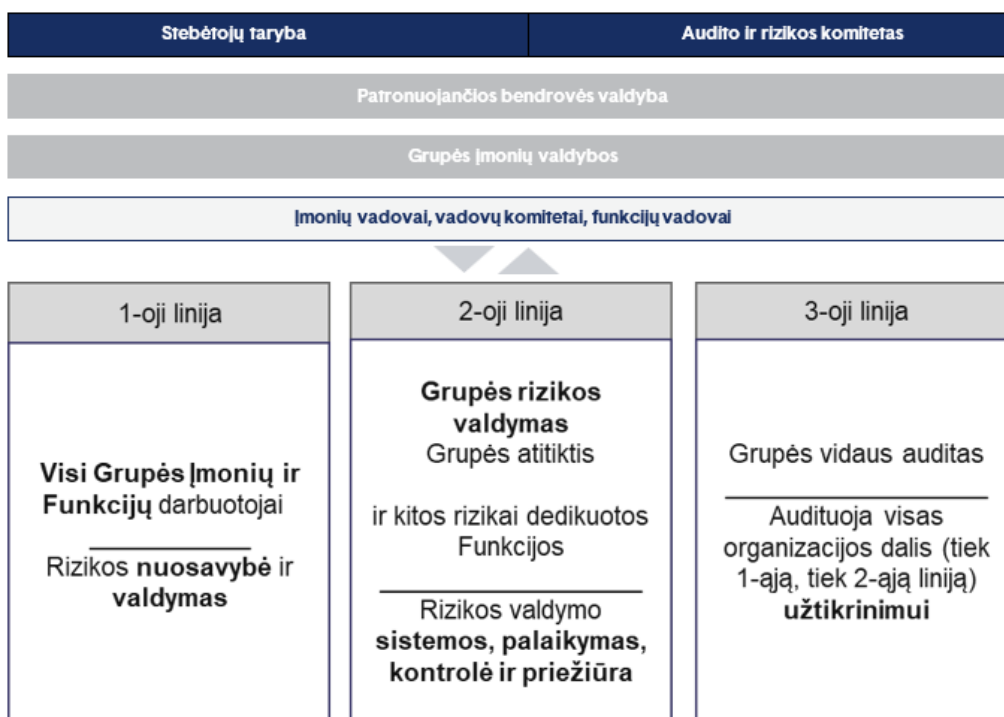 Stebėtojų taryba
Audito ir rizikos komitetas
Patronuojančios bendrovės valdyba
Grupės įmonių valdybos
Įmonių vadovai, vadovų komitetai, funkcijų vadovai
1-oji linija
Visi Grupės Įmonių ir
Funkcijų darbuotojai
Rizikos nuosavybė ir
valdymas
2-oji linija
Grupės rizikos
valdymas
Grupės atitiktis
ir kitos rizikai dedikuotos
Funkcijos
Rizikos valdymo
sistemos, palaikymas,
kontrolė ir priežiūra
3-oji linija
Grupės vidaus auditas
Audituoja visas
organizacijos dalis (tiek
1-ąją, tiek 2-ąją liniją)
užtikrinimui